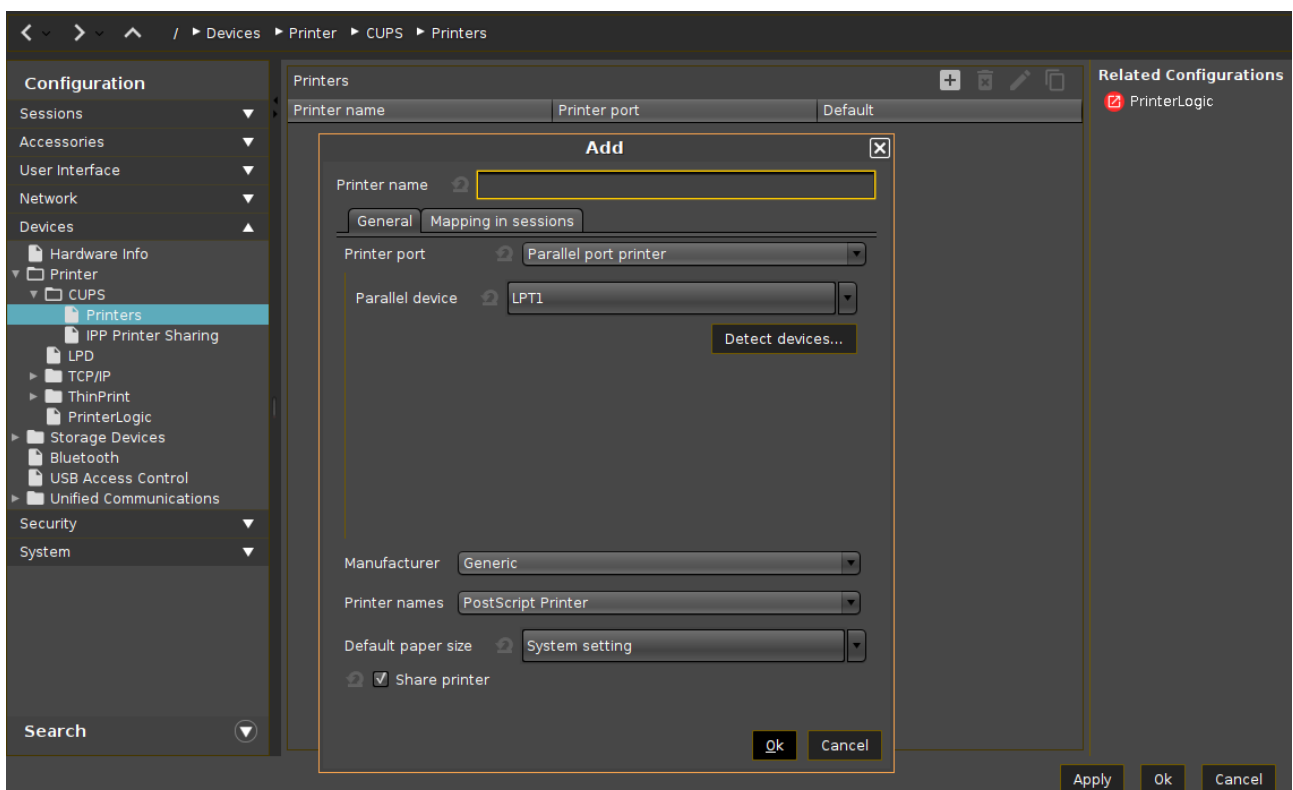 / Devices Printer CUPS Printers
Configuration
Sessions
Accessories
User Interface
Network
Devices
Hardware Info
Printer
CUPS
Printers
IPP Printer Sharing
LPD
TCP/IP
ThinPrint
PrinterLogic
Storage Devices
Bluetooth
USB Access Control
Unified Communications
Security
System
Search
Printers
Printer name Printer port Default
Add
Printer name
General Mapping in sessions
Printer port Parallel port printer
Parallel device LPT1
Detect devices...
Manufacturer Generic
Printer names PostScript Printer
Default paper size System setting
Share printer
Ok Cancel
Related Configurations
PrinterLogic
Apply Ok Cancel